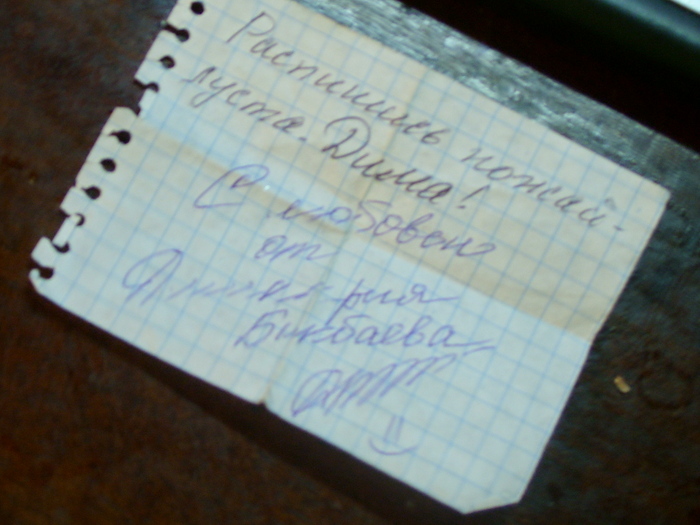 Распишись пожай-
луста. Дима!
С любовью
от
Дмитрия
Бикбаева